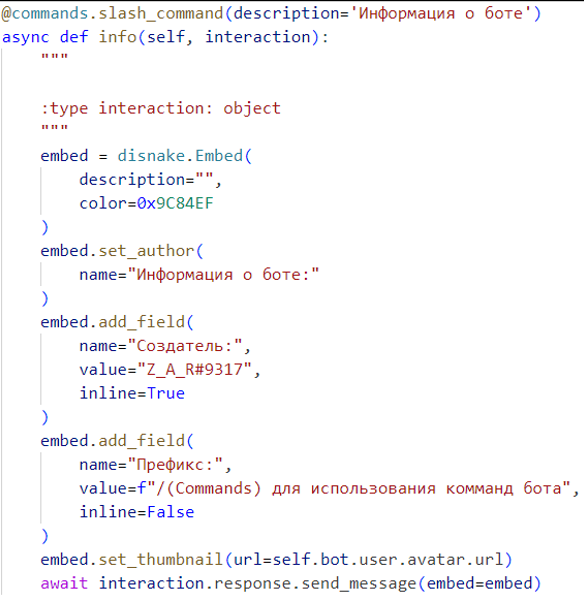 @commands.slash_command(description='Информация о боте')
async def info(self, interaction):
    """

    :type interaction: object
    """
    embed = disnake.Embed(
        description="",
        color=0x9C84EF
    )
    embed.set_author(
        name="Информация о боте:"
    )
    embed.add_field(
        name="Создатель:",
        value="Z_A_R#9317",
        inline=True
    )
    embed.add_field(
        name="Префикс:",
        value=f"/(Commands) для использования комманд бота",
        inline=False
    )
    embed.set_thumbnail(url=self.bot.user.avatar.url)
    await interaction.response.send_message(embed=embed)